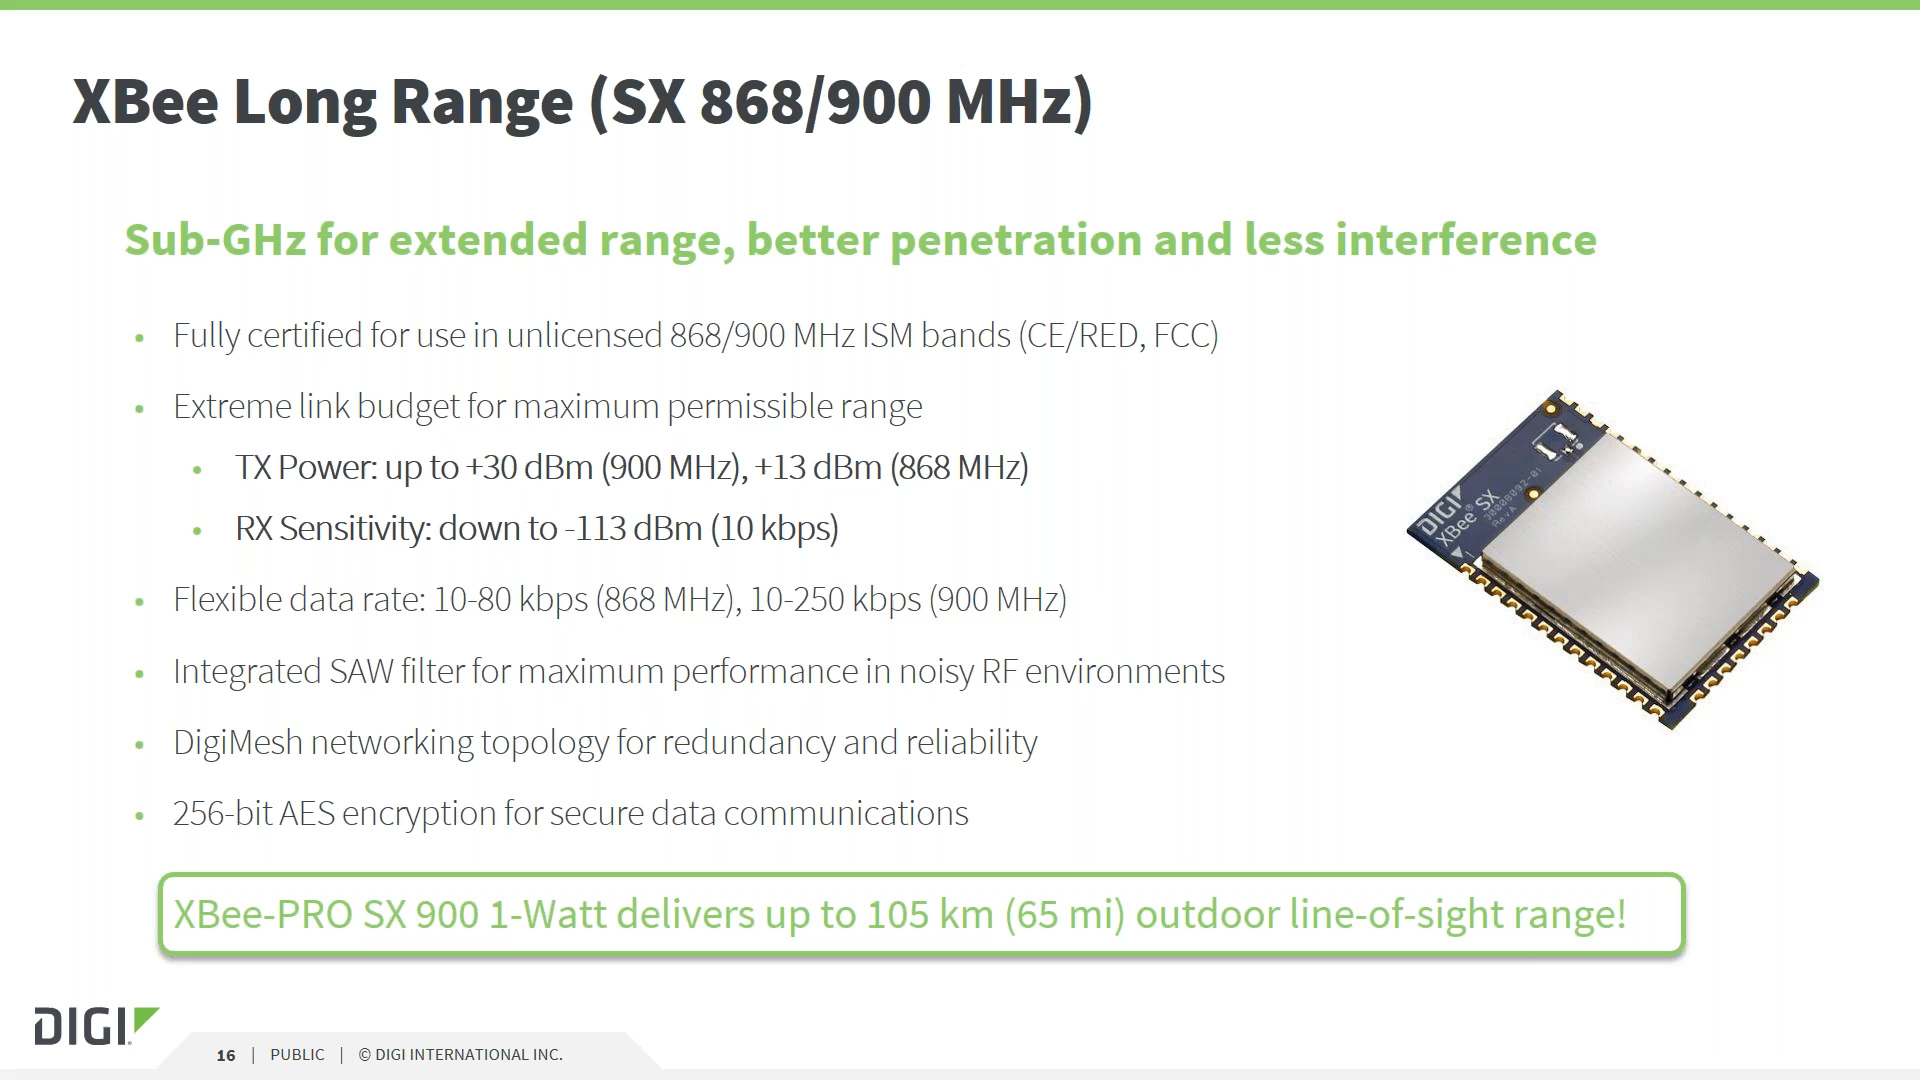 XBee Long Range (SX 868/900 MHz)
Sub-GHz for extended range, better penetration and less interference
• Fully certified for use in unlicensed 868/900 MHz ISM bands (CE/RED, FCC)
• Extreme link budget for maximum permissible range
• TX Power: up to +30 dBm (900 MHz), +13 dBm (868 MHz)
• RX Sensitivity: down to -113 dBm (10 kbps)
• Flexible data rate: 10-80 kbps (868 MHz), 10-250 kbps (900 MHz)
• Integrated SAW filter for maximum performance in noisy RF environments
• DigiMesh networking topology for redundancy and reliability
• 256-bit AES encryption for secure data communications
DIGI
XBee® SX
RevA
1
XBee-PRO SX 900 1-Watt delivers up to 105 km (65 mi) outdoor line-of-sight range!
DIGI
16 | PUBLIC | © DIGI INTERNATIONAL INC.